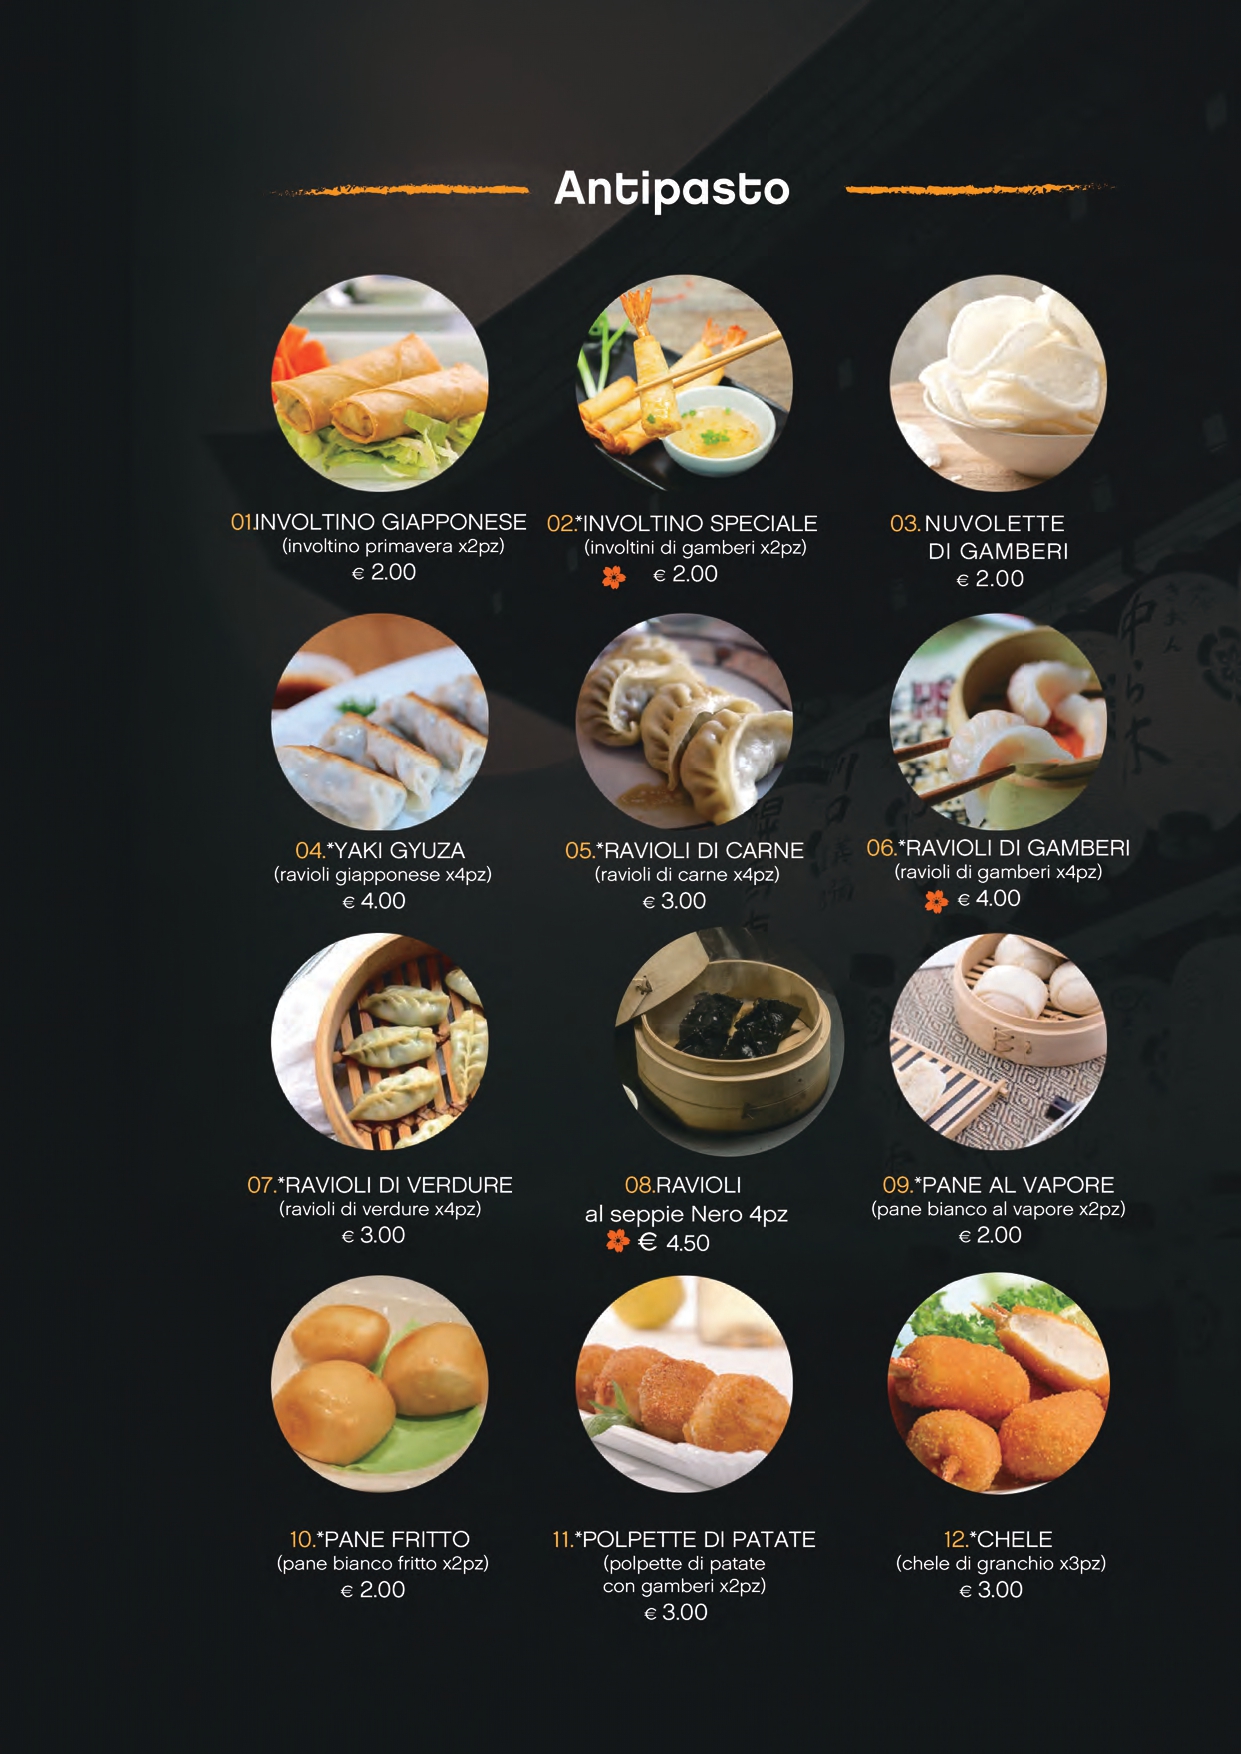 Antipasto
01.INVOLTINO GIAPPONESE
(involtino primavera x2pz)
€ 2.00
02.*INVOLTINO SPECIALE
(involtini di gamberi x2pz)
€ 2.00
03. NUVOLETTE
DI GAMBERI
€ 2.00
04.*YAKI GYUZA
(ravioli giapponese x4pz)
€ 4.00
05.*RAVIOLI DI CARNE
(ravioli di carne x4pz)
€ 3.00
06.*RAVIOLI DI GAMBERI
(ravioli di gamberi x4pz)
€ 4.00
07.*RAVIOLI DI VERDURE
(ravioli di verdure x4pz)
€ 3.00
08.RAVIOLI
al seppie Nero 4pz
€ 4.50
09.*PANE AL VAPORE
(pane bianco al vapore x2pz)
€ 2.00
10.*PANE FRITTO
(pane bianco fritto x2pz)
€ 2.00
11.*POLPETTE DI PATATE
(polpette di patate
con gamberi x2pz)
€ 3.00
12.*CHELE
(chele di granchio x3pz)
€ 3.00